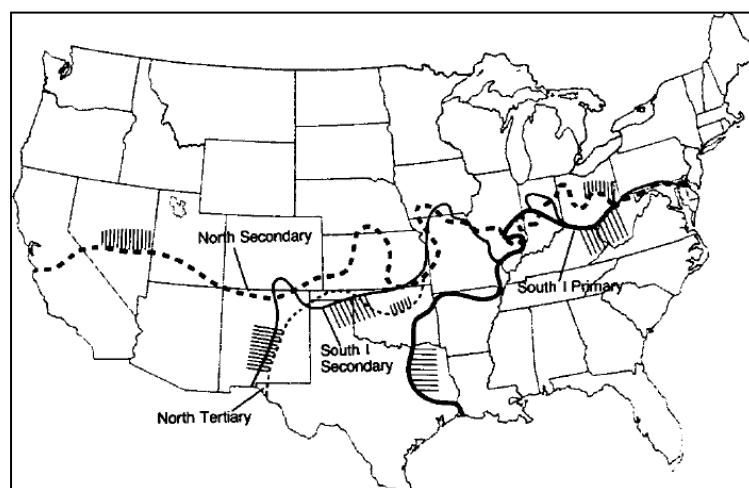 North Secondary
South I Primary
South I
Secondary
North Tertiary